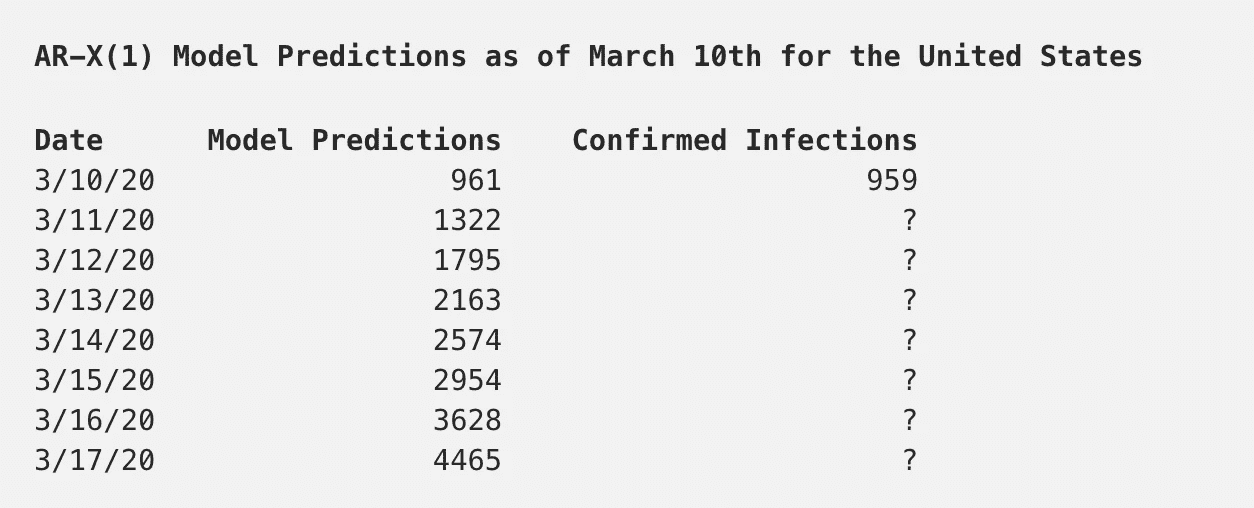 AR-X(1) Model Predictions as of March 10th for the United States
Date Model Predictions Confirmed Infections
3/10/20 961 959
3/11/20 1322 ?
3/12/20 1795 ?
3/13/20 2163 ?
3/14/20 2574 ?
3/15/20 2954 ?
3/16/20 3628 ?
3/17/20 4465 ?